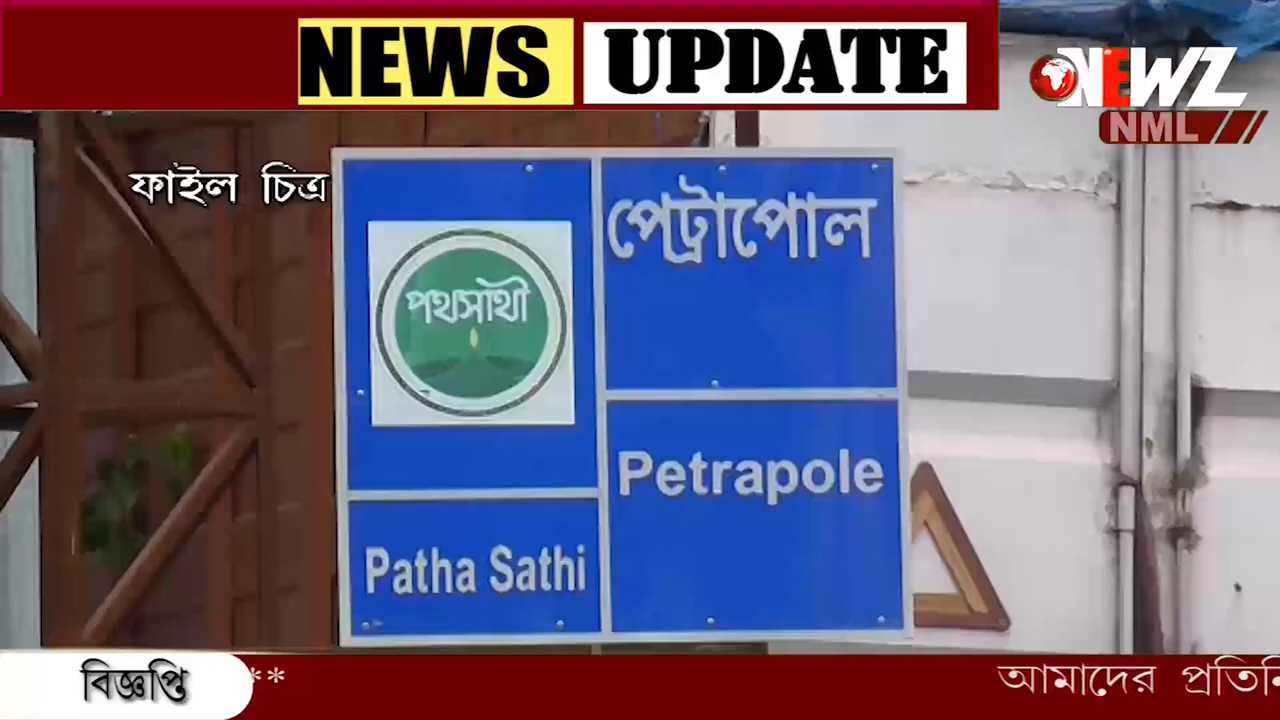 NEWS UPDATE
NEWZ
NML
ফাইল চিত্র
পথসাথী
পেট্রাপোল
Petrapole
Patha Sathi
বিজ্ঞপ্তি ** আমাদের